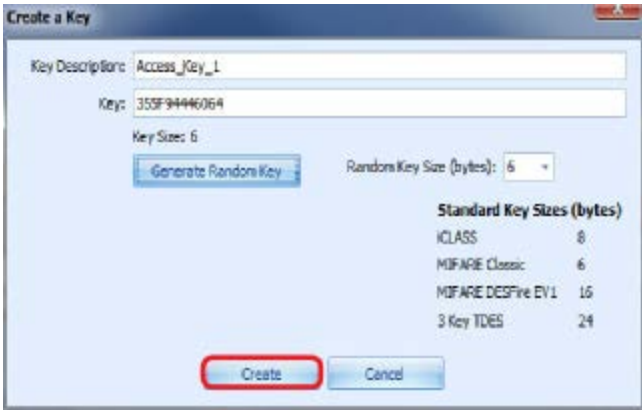 Create a Key
Key Description: Access_Key_1
Key: 355F94446064
Key Size: 6
Generate Random Key Random Key Size (bytes): 6
Standard Key Sizes (bytes)
iCLASS 8
MIFARE Classic 6
MIFARE DESFire EV1 16
3 Key TDES 24
Create Cancel